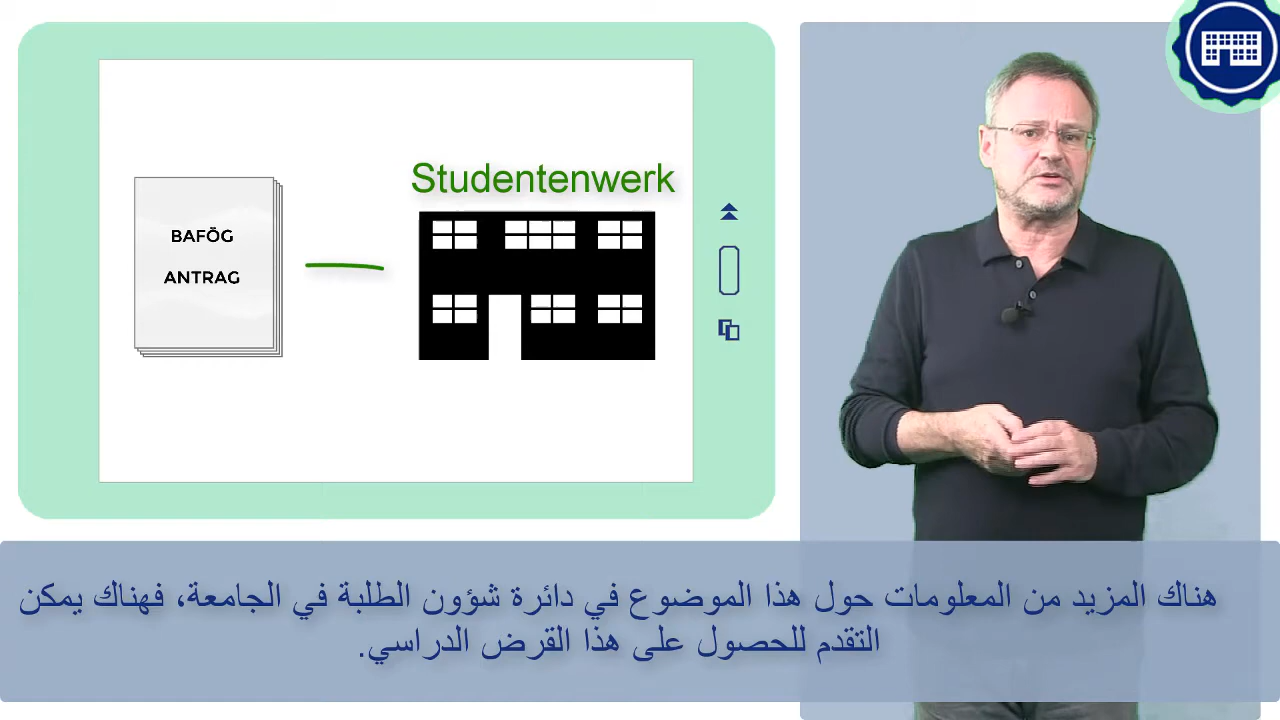 Studentenwerk
BAFÖG
ANTRAG
هناك المزيد من المعلومات حول هذا الموضوع في دائرة شؤون الطلبة في الجامعة، فهناك يمكن
التقدم للحصول على هذا القرض الدراسي.